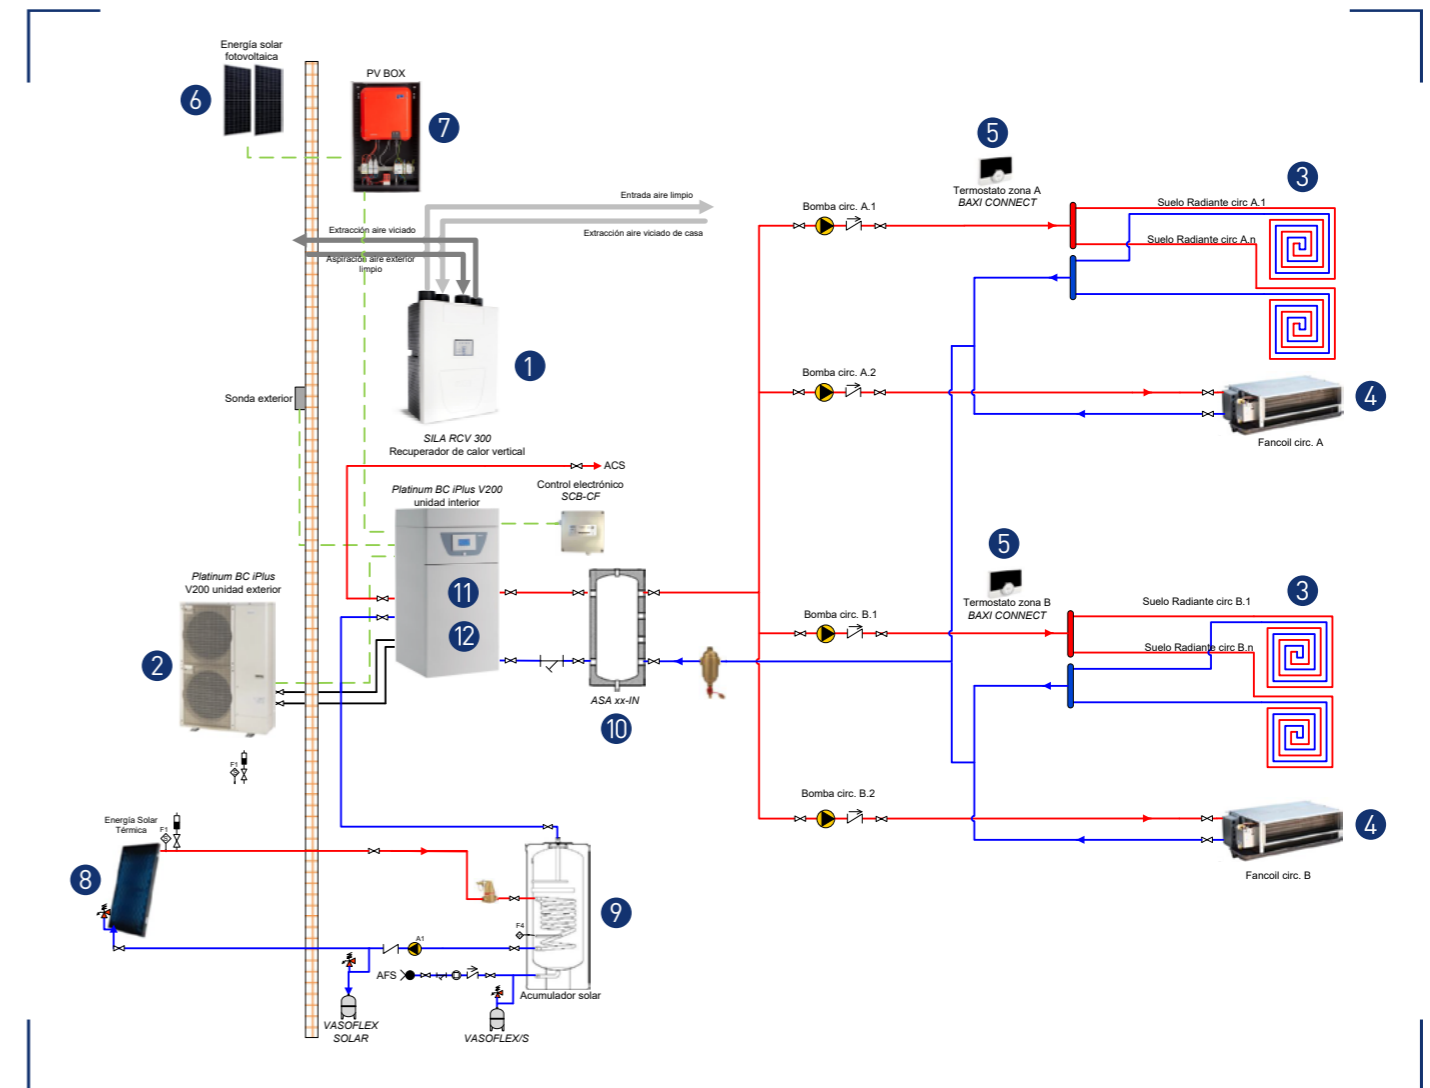 Energía solar
fotovoltaica
6
PV BOX
7
Entrada aire limpio
Extracción aire viciado de casa
Extracción aire viciado
Aspiración aire exterior
limpio
1
SILA RCV 300
Recuperador de calor vertical
Sonda exterior
ACS
Platinum BC iPlus V200
unidad interior
Control electrónico
SCB-CF
11
12
Platinum BC iPlus
V200 unidad exterior
2
F1
ASA xx-IN
10
Energía Solar
Térmica
F1
8
A1
F4
9
AFS
Acumulador solar
VASOFLEX
SOLAR
VASOFLEX/S
5
Termostato zona A
BAXI CONNECT
Bomba circ. A.1
Suelo Radiante circ A.1
3
Suelo Radiante circ A.n
Bomba circ. A.2
4
Fancoil circ. A
5
Termostato zona B
BAXI CONNECT
Bomba circ. B.1
Suelo Radiante circ B.1
3
Suelo Radiante circ B.n
Bomba circ. B.2
4
Fancoil circ. B